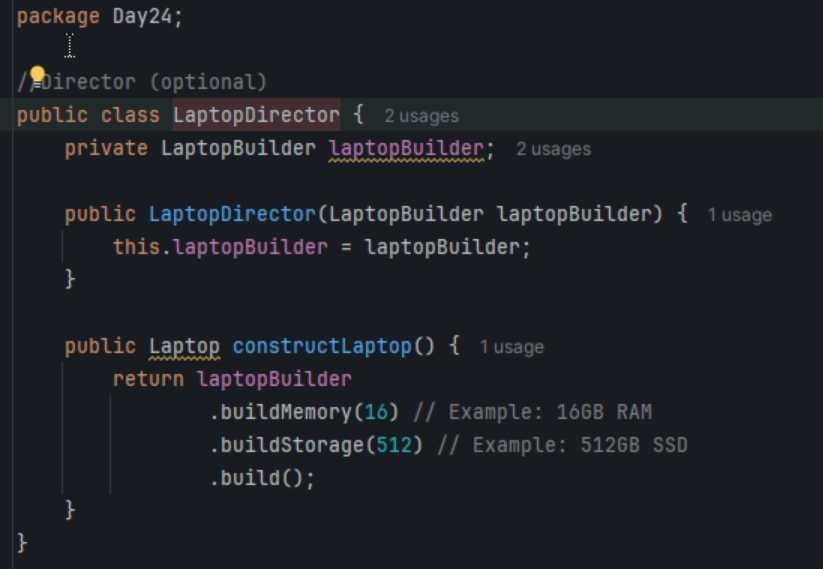 package Day24;
//Director (optional)
public class LaptopDirector { 2 usages
private LaptopBuilder laptopBuilder; 2 usages
public LaptopDirector(LaptopBuilder laptopBuilder) { 1 usage
this.laptopBuilder = laptopBuilder;
}
public Laptop constructLaptop() { 1 usage
return laptopBuilder
.buildMemory(16) // Example: 16GB RAM
.buildStorage(512) // Example: 512GB SSD
.build();
}
}